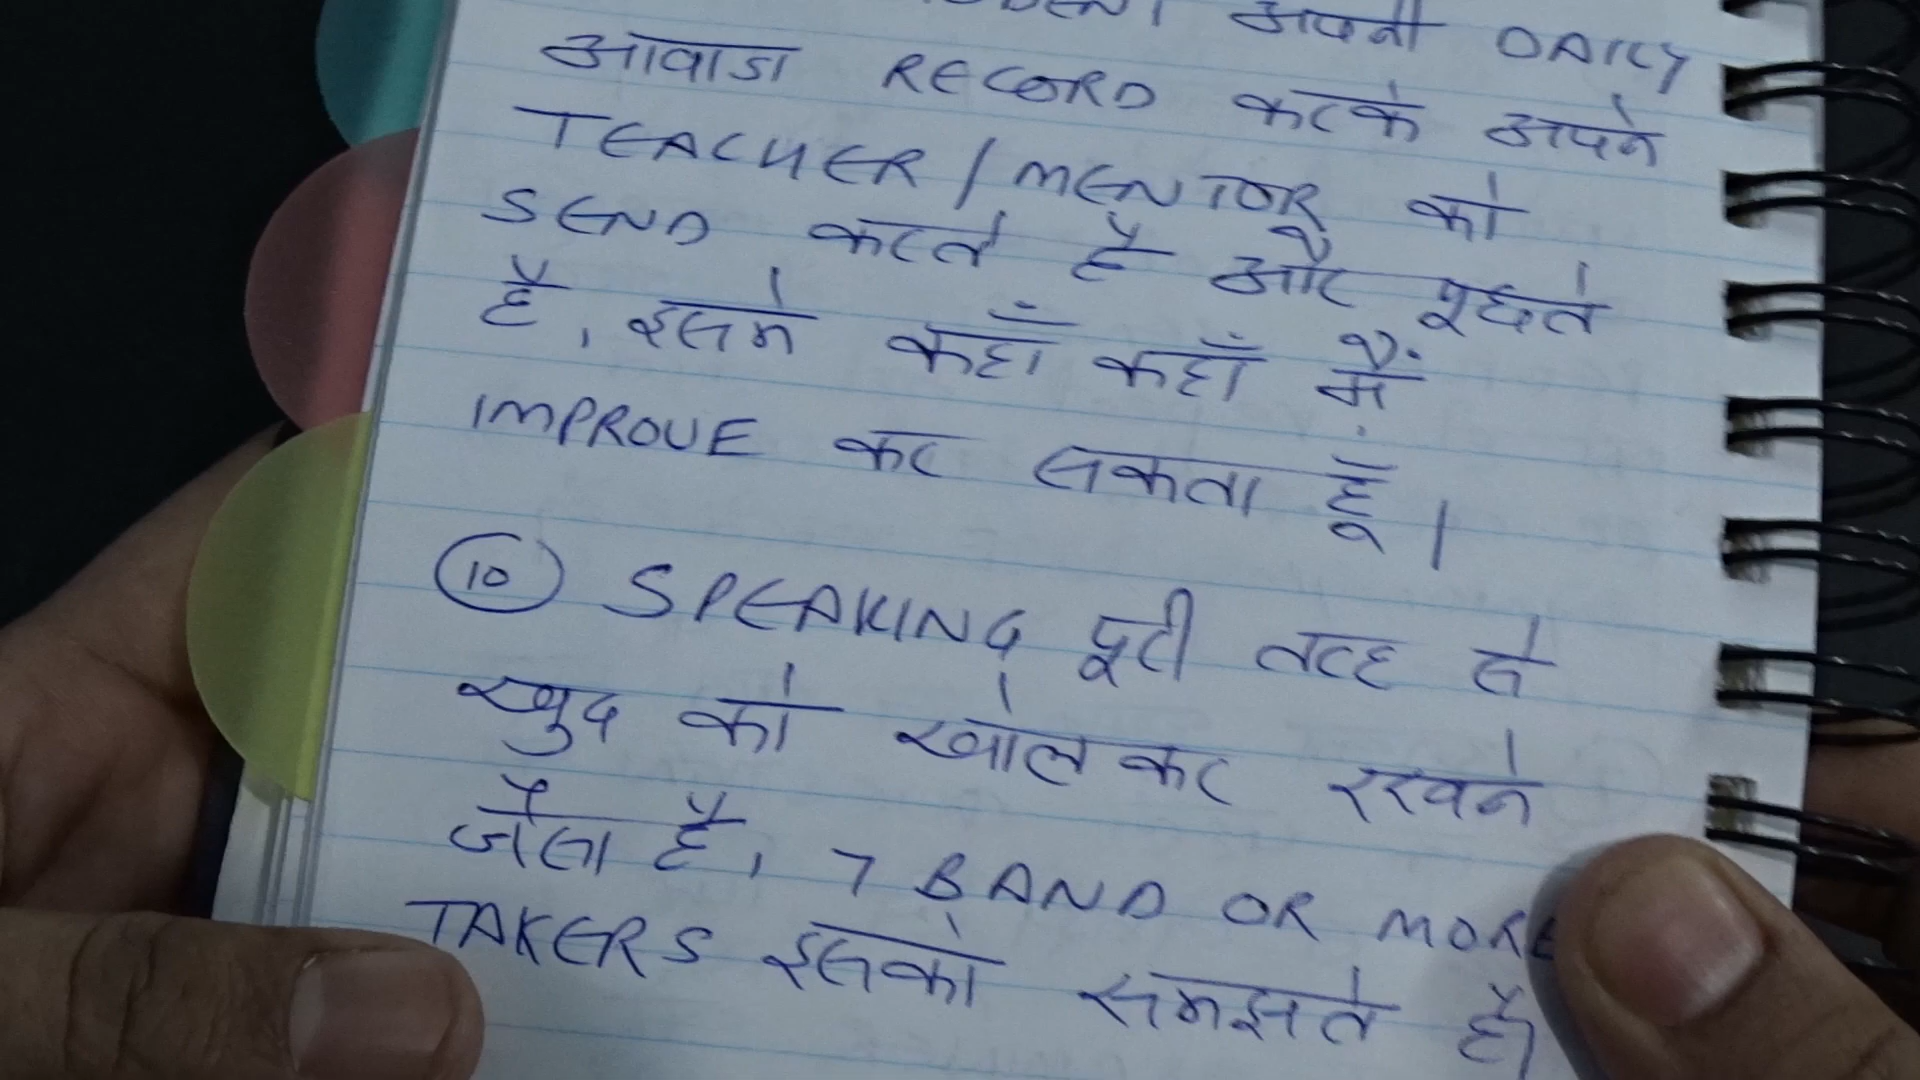 अपनी DAILY
आवाज RECORD करके अपने
TEACHER / MENTOR को
SEND करते है और पूछते
है, इसमे कहाँ कहाँ मैं
IMPROVE कर सकता हूँ।
10 SPEAKING पूरी तरह से
खुद को खोल कर रखने
जैसा है, 7 BAND OR MORE
TAKERS इसको समझते है।